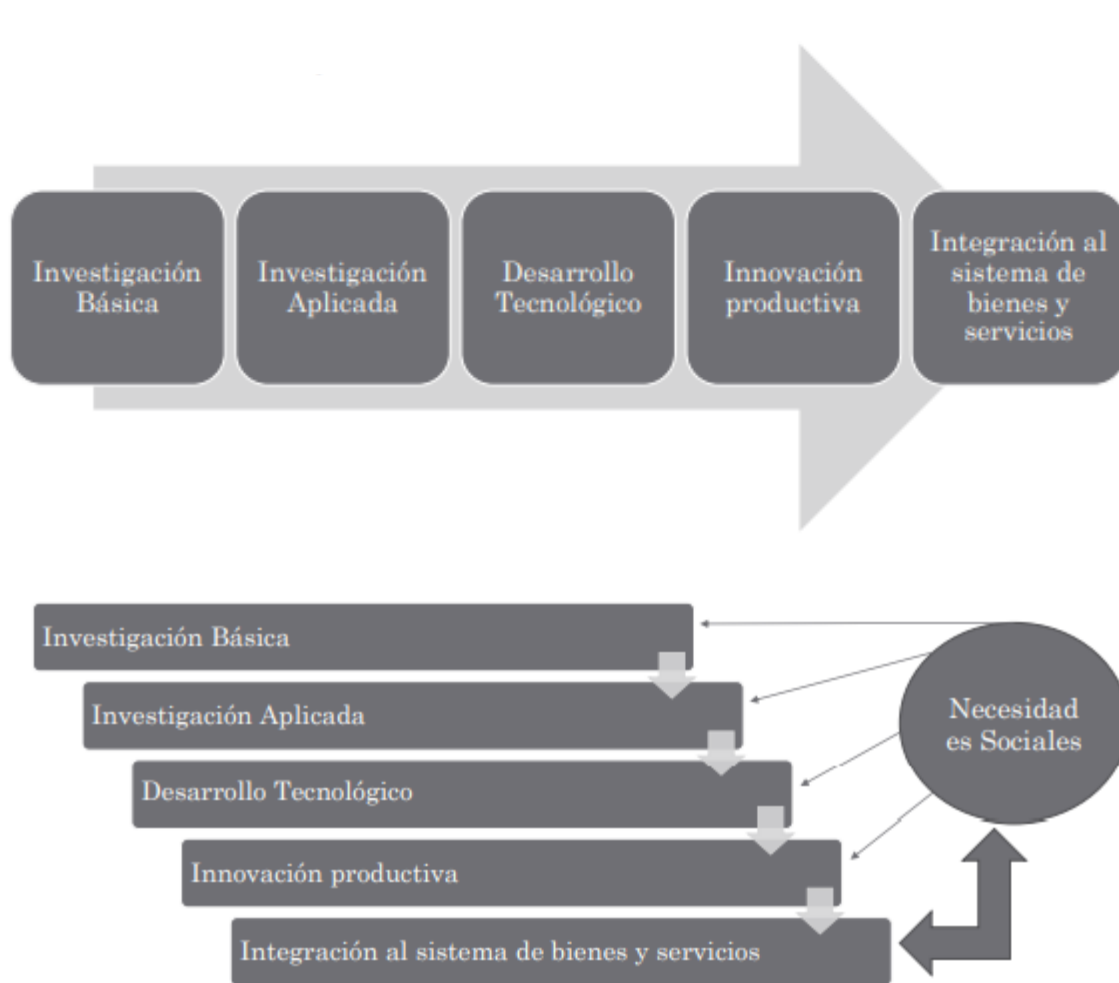 Investigación
Básica
Investigación
Aplicada
Desarrollo
Tecnológico
Innovación
productiva
Integración al
sistema de
bienes y
servicios
Investigación Básica
Investigación Aplicada
Desarrollo Tecnológico
Innovación productiva
Integración al sistema de bienes y servicios
Necesidad
es Sociales